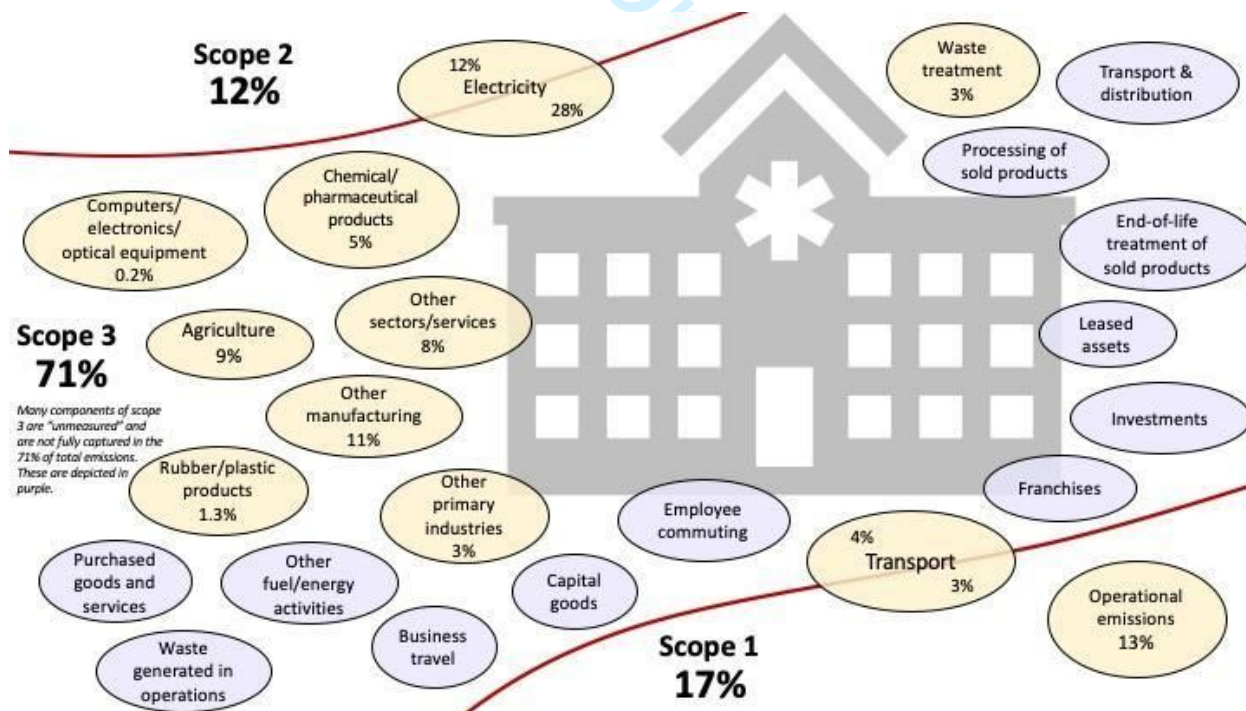 Scope 2
12%
12%
Electricity
28%
Waste
treatment
3%
Transport &
distribution
Processing of
sold products
Chemical/
pharmaceutical
products
5%
Computers/
electronics/
optical equipment
0.2%
End-of-life
treatment of
sold products
Other
sectors/services
8%
Agriculture
9%
Leased
assets
Scope 3
71%
Many components of scope
3 are "unmeasured" and
are not fully captured in the
71% of total emissions.
These are depicted in
purple.
Other
manufacturing
11%
Investments
Rubber/plastic
products
1.3%
Other
primary
industries
3%
Employee
commuting
Franchises
4%
Transport
3%
Purchased
goods and
services
Other
fuel/energy
activities
Capital
goods
Operational
emissions
13%
Waste
generated in
operations
Business
travel
Scope 1
17%